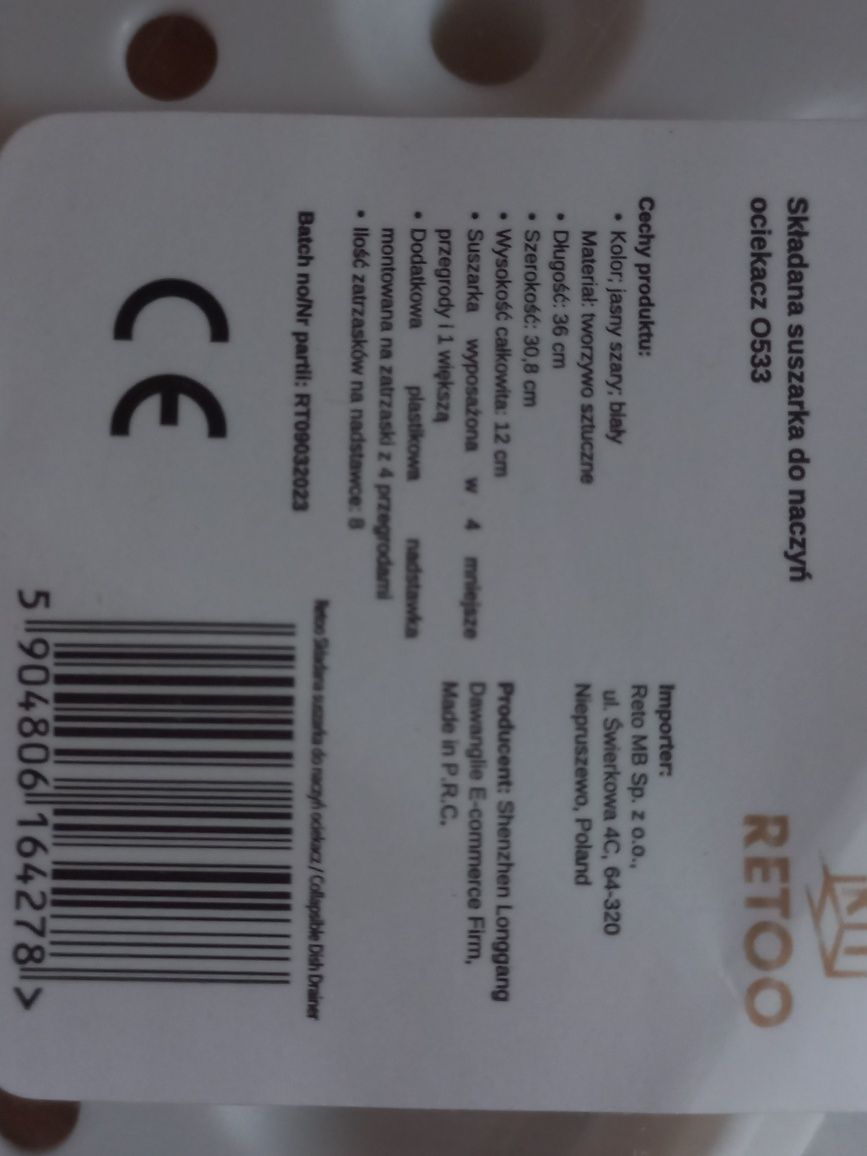 Składana suszarka do naczyń
ociekacz O533
RETOO
Cechy produktu:
• Kolor; jasny szary; biały
Materiał: tworzywo sztuczne
• Długość: 36 cm
• Szerokość: 30,8 cm
• Wysokość całkowita: 12 cm
• Suszarka wyposażona w 4 mniejsze
przegrody i 1 większą
• Dodatkowa plastikowa nadstawka
montowana na zatrzaski z 4 przegrodami
• Ilość zatrzasków na nadstawce: 8
Batch no/Nr partii: RT09032023
CE
Importer:
Reto MB Sp. z o.o.,
ul. Świerkowa 4C, 64-320
Niepruszewo, Poland
Producent: Shenzhen Longgang
Dawanglie E-commerce Firm,
Made in P.R.C.
Retoo Składana suszarka do naczyń ociekacz / Collapsible Dish Drainer
5 904806 164278 >